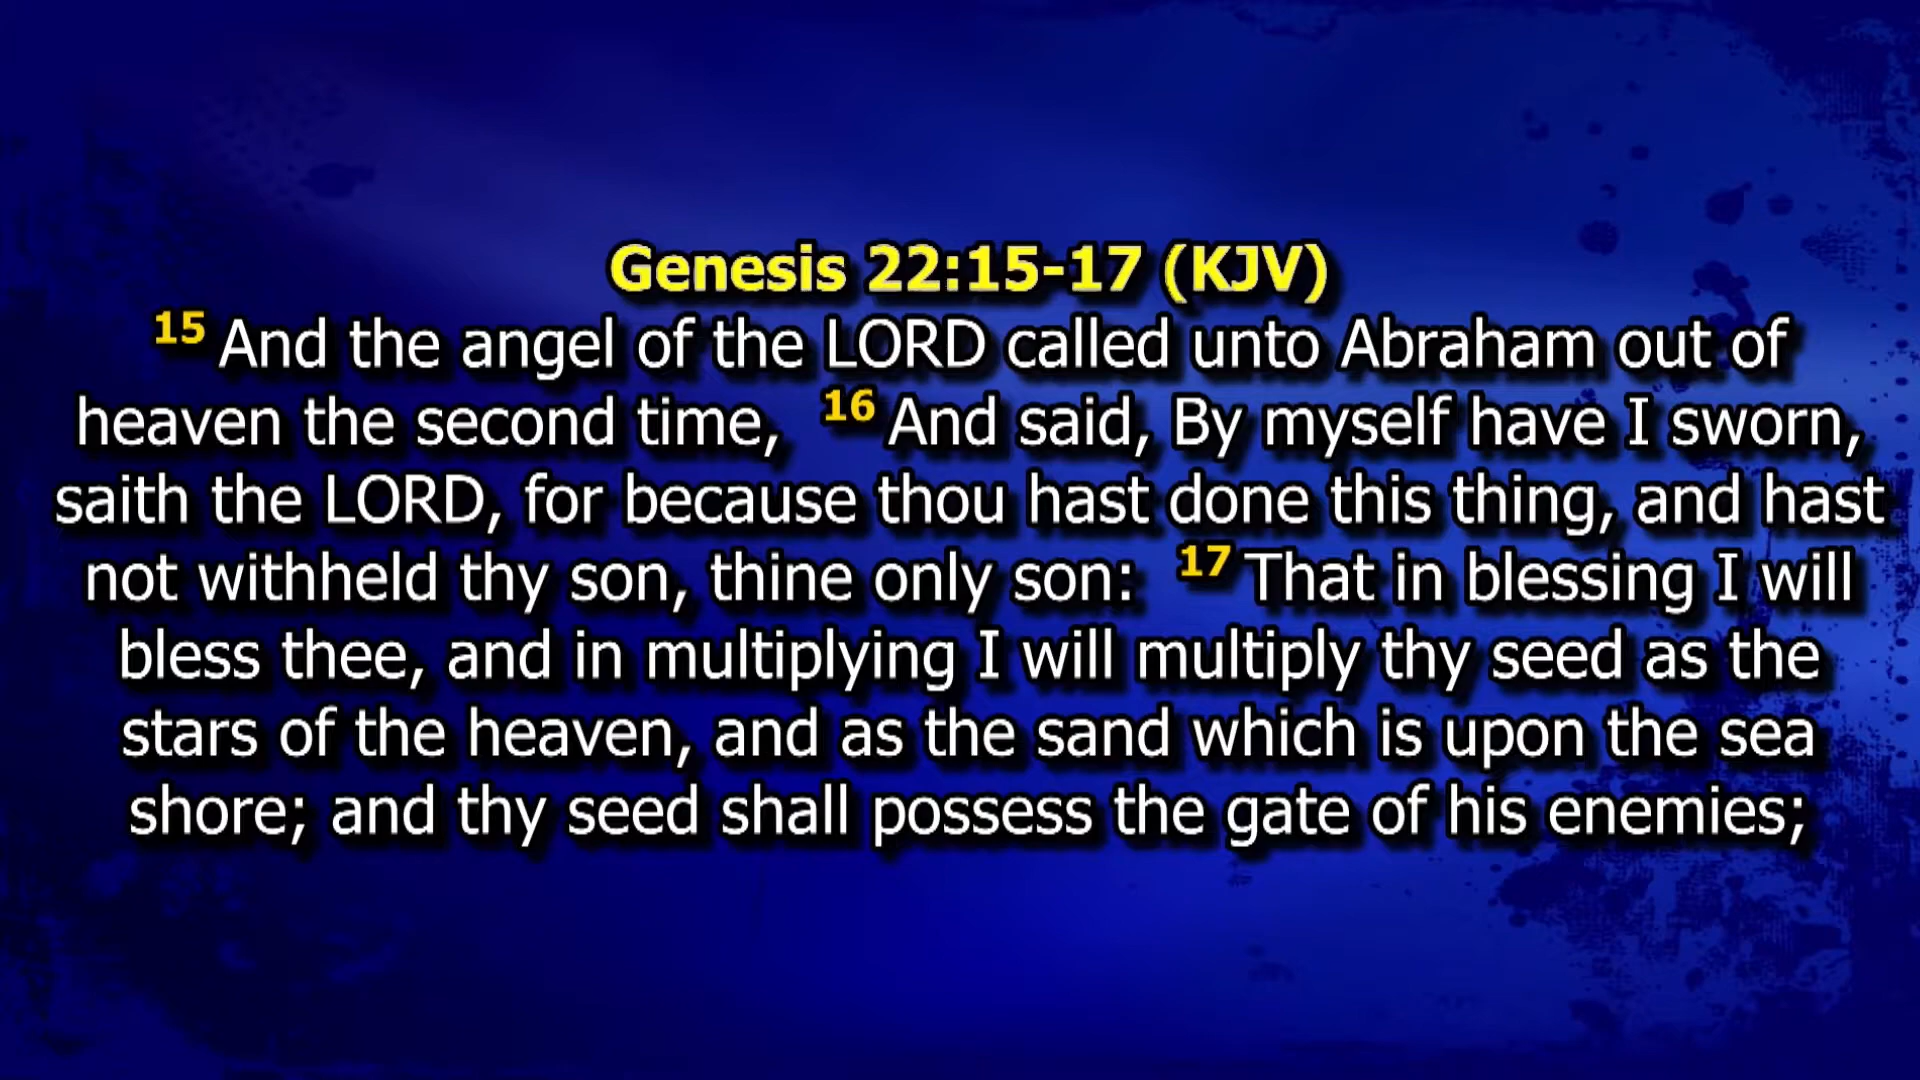 Genesis 22:15-17 (KJV)
15 And the angel of the LORD called unto Abraham out of
heaven the second time, 16 And said, By myself have I sworn,
saith the LORD, for because thou hast done this thing, and hast
not withheld thy son, thine only son: 17 That in blessing I will
bless thee, and in multiplying I will multiply thy seed as the
stars of the heaven, and as the sand which is upon the sea
shore; and thy seed shall possess the gate of his enemies;